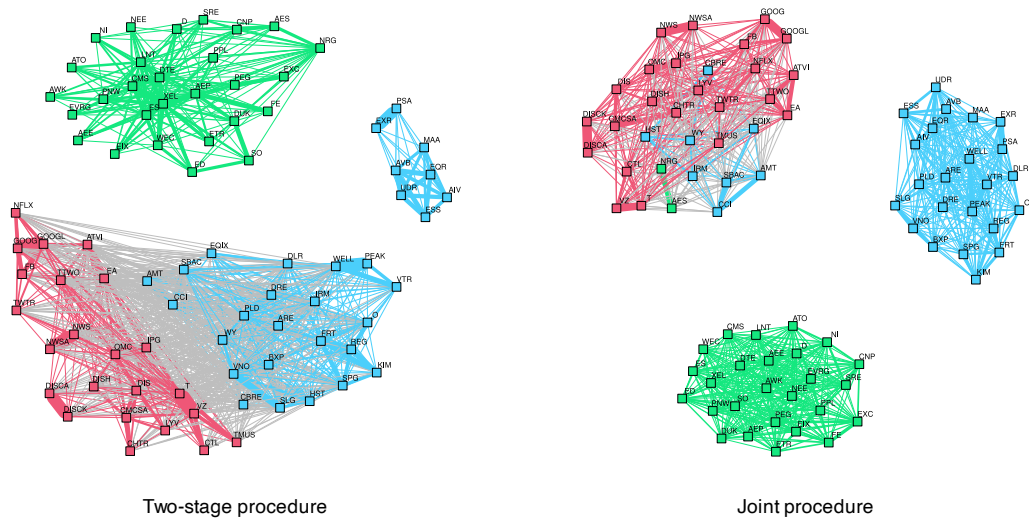 NEE
D
SRE
CNP
AES
NI
NRG
LNT
PPL
ATO
DTE
EXC
CMS
PEG
AWK
PNW
AEP
XEL
EVRG
ES
DUK
FE
AEE
WEC
ETR
EIX
SO
ED
PSA
EXR
MAA
AVB
EQR
UDR
AIV
ESS
NFLX
GOOG
GOOGL
ATVI
EQIX
FB
TTWO
EA
AMT
SBAC
DLR
WELL
PEAK
VTR
TWTR
CCI
DRE
IRM
PLD
ARE
O
NWS
NWSA
OMC
IPG
WY
FRT
REG
BXP
VNO
KIM
DISCA
DISH
DIS
T
SPG
DISCK
CMCSA
VZ
CBRE
SLG
HST
LYV
CHTR
CTL
TMUS
GOOG
NWS
NWSA
GOOGL
FB
IPG
OMC
CBRE
NFLX
ATVI
DIS
LYV
DISH
TTWO
CHTR
TWTR
EA
DISCK
CMCSA
HST
WY
EQIX
DISCA
TMUS
CTL
NRG
IRM
SBAC
AMT
VZ
T
AES
CCI
UDR
ESS
AVB
MAA
EQR
EXR
AIV
WELL
PSA
PLD
ARE
VTR
DLR
SLG
DRE
PEAK
O
VNO
REG
BXP
SPG
FRT
KIM
CMS
LNT
ATO
WEC
D
NI
ES
DTE
AEE
CNP
XEL
EVRG
SRE
AWK
NEE
ED
PNW
SO
PPL
PEG
EXC
DUK
AEP
EIX
FE
ETR
Two-stage procedure
Joint procedure